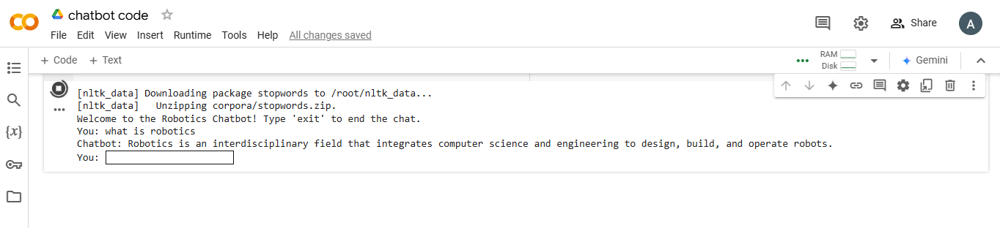 chatbot code
File Edit View Insert Runtime Tools Help All changes saved
Share
A
+ Code + Text
RAM
Disk
Gemini
{x}
[nltk_data] Downloading package stopwords to /root/nltk_data...
[nltk_data]   Unzipping corpora/stopwords.zip.
Welcome to the Robotics Chatbot! Type 'exit' to end the chat.
You: what is robotics
Chatbot: Robotics is an interdisciplinary field that integrates computer science and engineering to design, build, and operate robots.
You: